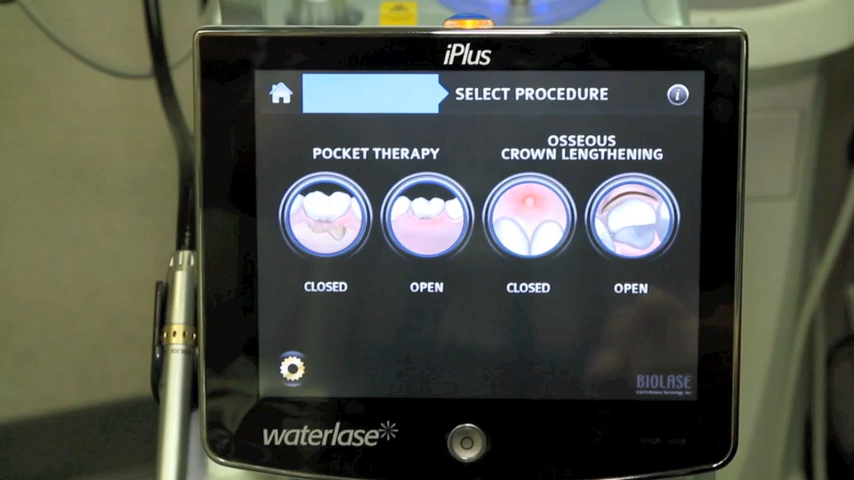 iPlus
SELECT PROCEDURE
i
POCKET THERAPY
OSSEOUS
CROWN LENGTHENING
CLOSED
OPEN
CLOSED
OPEN
BIOLASE
waterlase